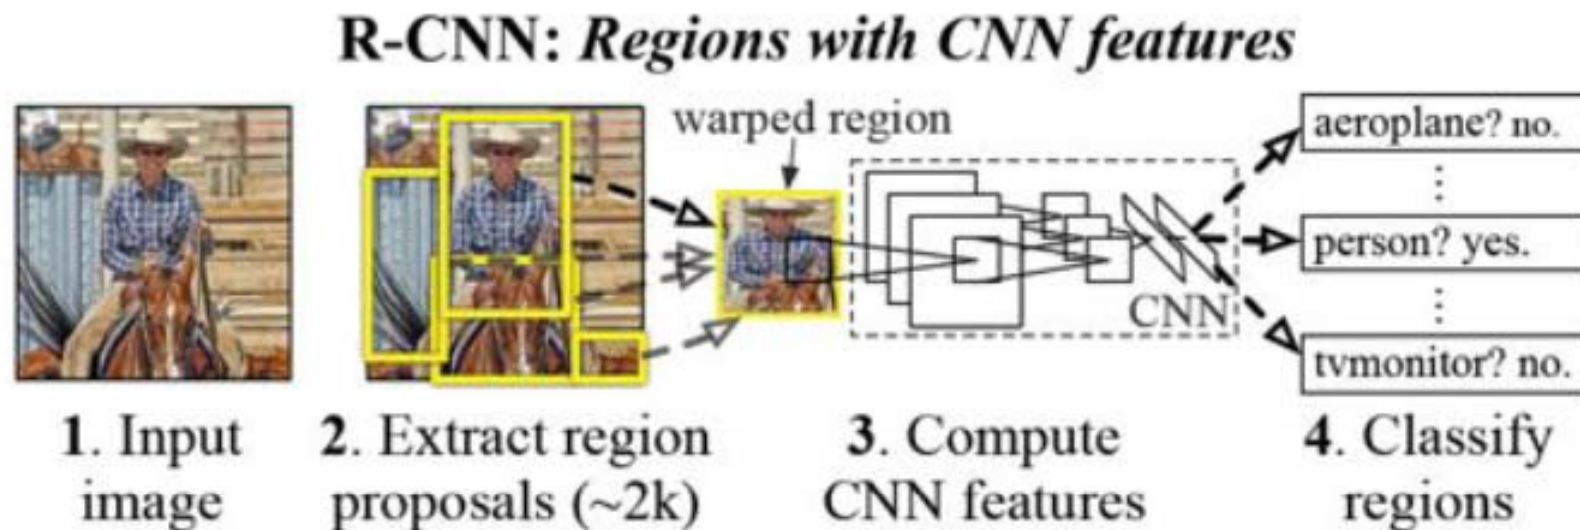 R-CNN: Regions with CNN features
warped region
aeroplane? no.
person? yes.
CNN
tvmonitor? no.
1. Input
image
2. Extract region
proposals (~2k)
3. Compute
CNN features
4. Classify
regions